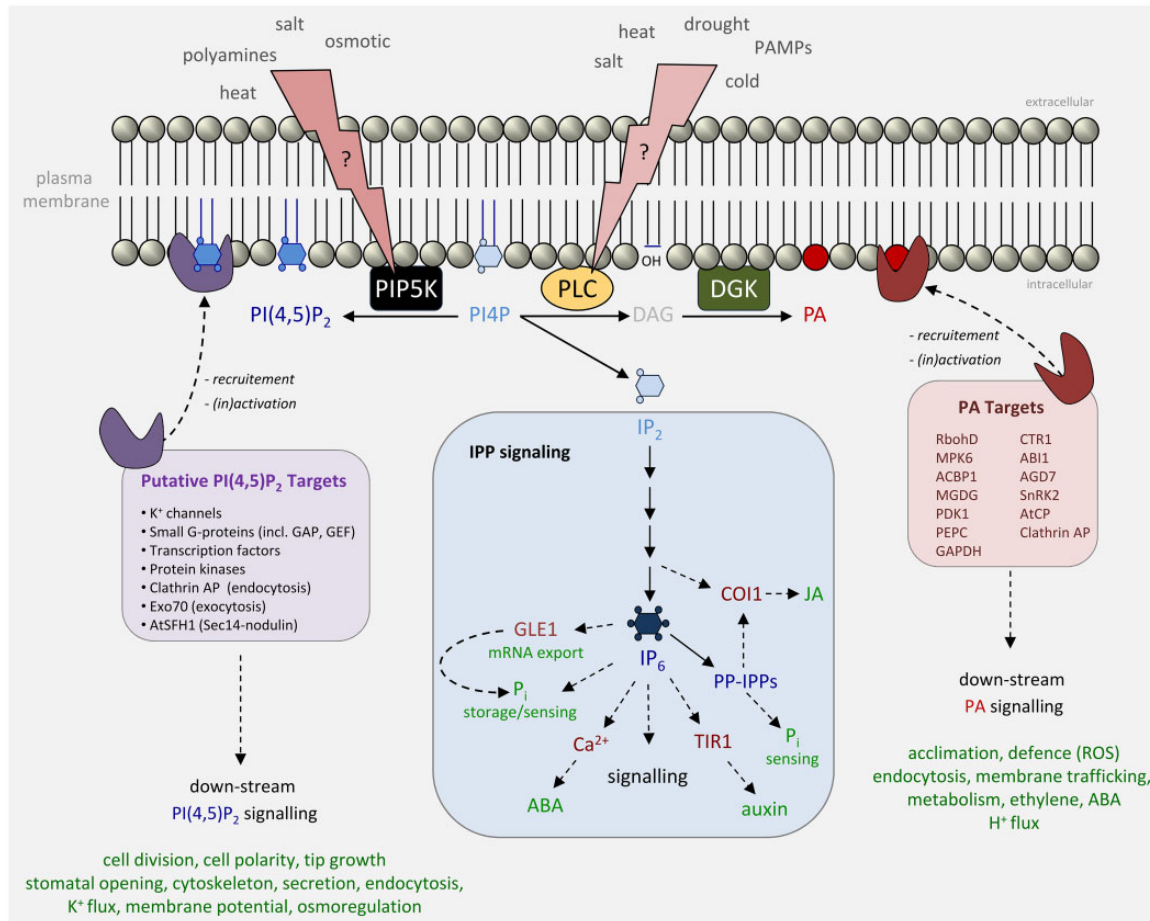 salt
osmotic
polyamines
heat
heat
drought
PAMPs
salt
cold
extracellular
?
?
plasma
membrane
OH
intracellular
PIP5K
PLC
DGK
PI(4,5)P₂
PI4P
DAG
PA
- recruitement
- (in)activation
- recruitement
- (in)activation
Putative PI(4,5)P₂ Targets
• K⁺ channels
• Small G-proteins (incl. GAP, GEF)
• Transcription factors
• Protein kinases
• Clathrin AP (endocytosis)
• Exo70 (exocytosis)
• AtSFH1 (Sec14-nodulin)
down-stream
PI(4,5)P₂ signalling
cell division, cell polarity, tip growth
stomatal opening, cytoskeleton, secretion, endocytosis,
K⁺ flux, membrane potential, osmoregulation
IP₂
IPP signaling
COI1
JA
GLE1
mRNA export
IP₆
PP-IPPs
Pᵢ
storage/sensing
Ca²⁺
TIR1
Pᵢ
sensing
signalling
ABA
auxin
PA Targets
RbohD CTR1
MPK6 ABI1
ACBP1 AGD7
MGDG SnRK2
PDK1 AtCP
PEPC Clathrin AP
GAPDH
down-stream
PA signalling
acclimation, defence (ROS)
endocytosis, membrane trafficking,
metabolism, ethylene, ABA
H⁺ flux